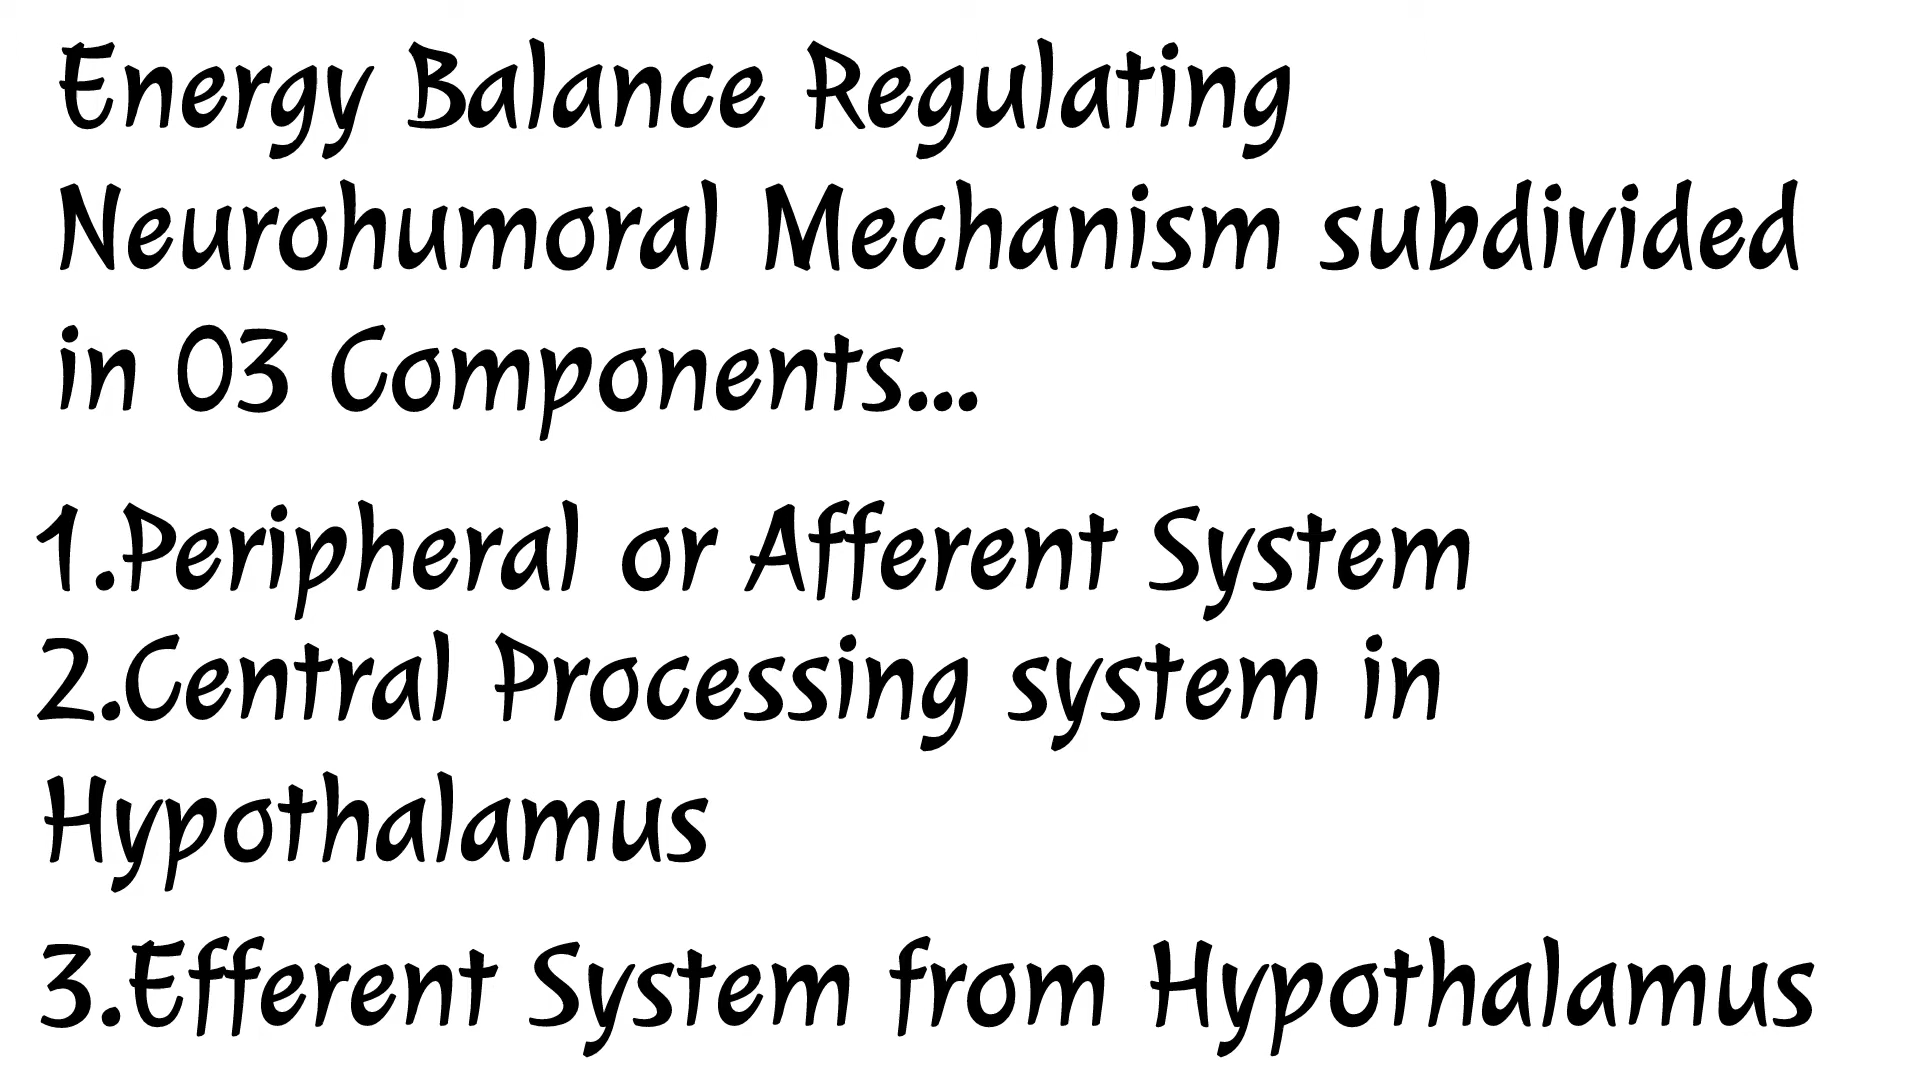 Energy Balance Regulating
Neurohumoral Mechanism subdivided
in 03 Components...
1.Peripheral or Afferent System
2.Central Processing system in
Hypothalamus
3.Efferent System from Hypothalamus